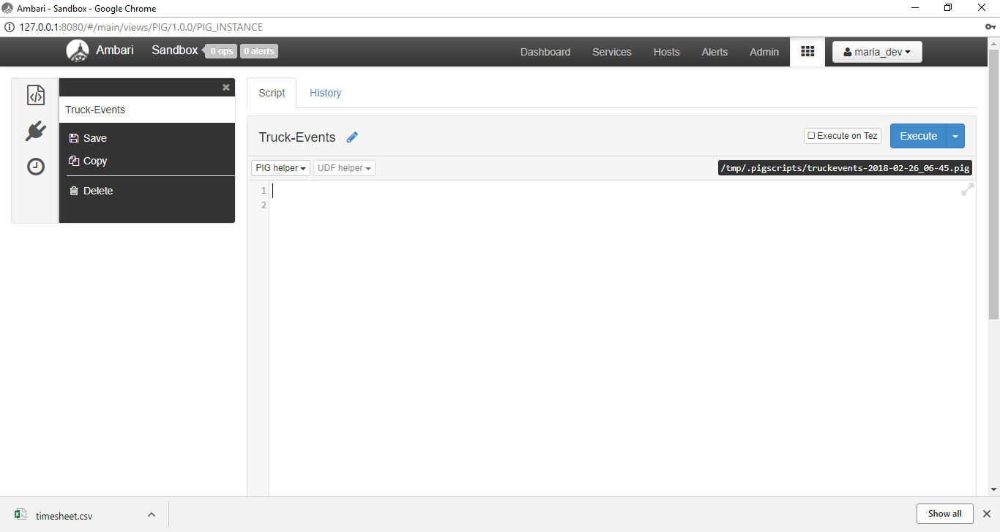 Ambari - Sandbox - Google Chrome
127.0.0.1:8080/#/main/views/PIG/1.0.0/PIG_INSTANCE
Ambari Sandbox 0 ops 0 alerts Dashboard Services Hosts Alerts Admin maria_dev
Truck-Events
Save
Copy
Delete
Script History
Truck-Events Execute on Tez Execute
PIG helper UDF helper /tmp/.pigscripts/truckevents-2018-02-26_06-45.pig
1
2
timesheet.csv Show all